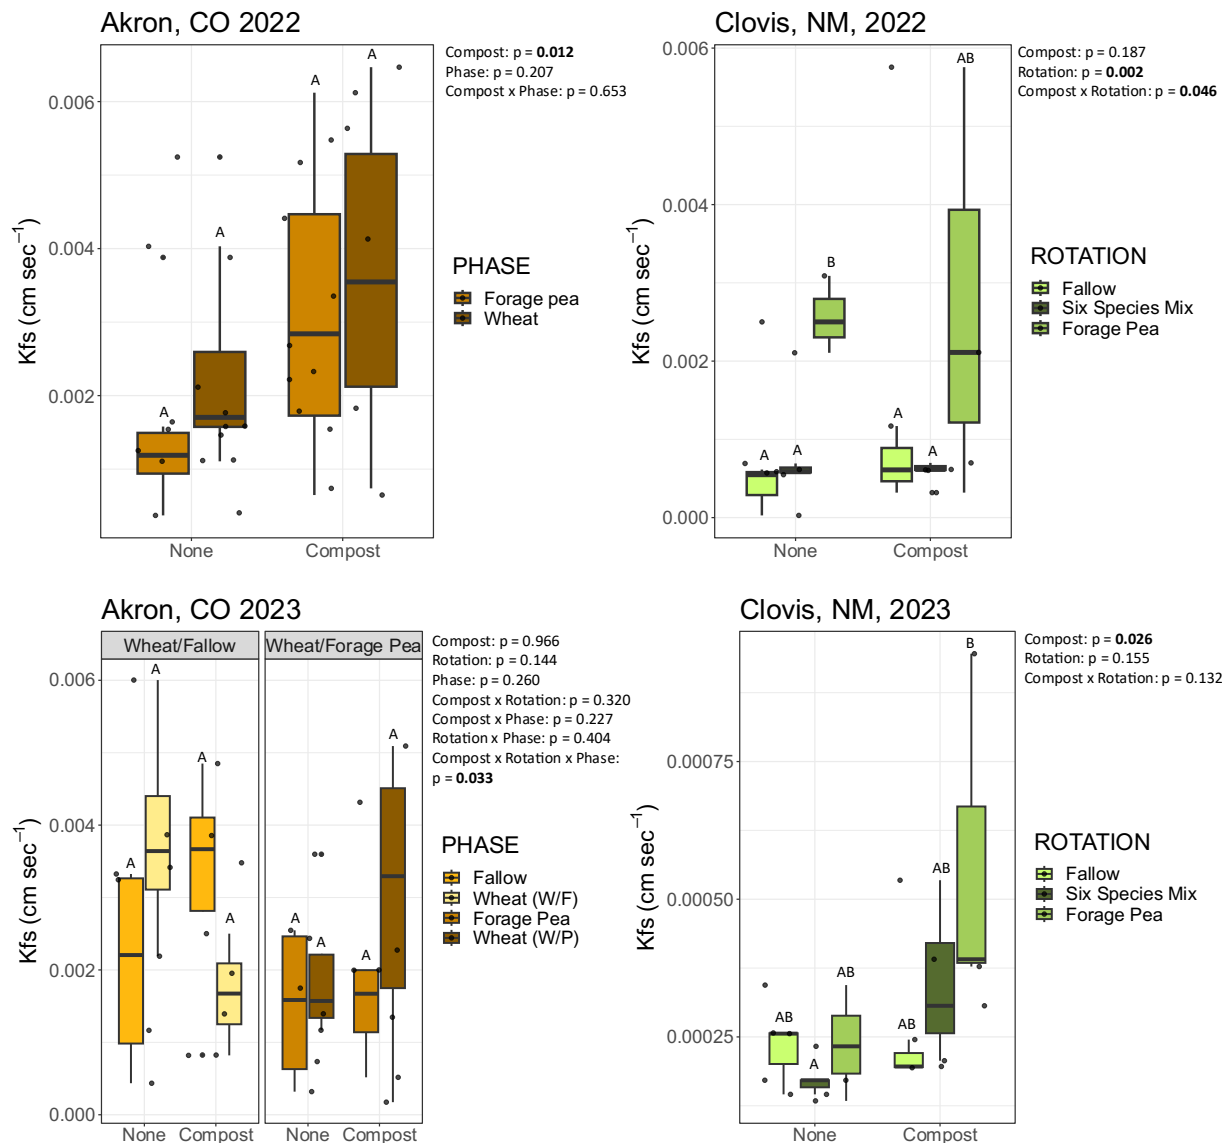 Akron, CO 2022
Compost: p = 0.012
Phase: p = 0.207
Compost x Phase: p = 0.653
A
A
A
A
0.006
0.004
0.002
Kfs (cm sec⁻¹)
None
Compost
PHASE
Forage pea
Wheat
Clovis, NM, 2022
Compost: p = 0.187
Rotation: p = 0.002
Compost x Rotation: p = 0.046
AB
B
A
A
A
A
0.006
0.004
0.002
0.000
Kfs (cm sec⁻¹)
None
Compost
ROTATION
Fallow
Six Species Mix
Forage Pea
Akron, CO 2023
Wheat/Fallow
Wheat/Forage Pea
Compost: p = 0.966
Rotation: p = 0.144
Phase: p = 0.260
Compost x Rotation: p = 0.320
Compost x Phase: p = 0.227
Rotation x Phase: p = 0.404
Compost x Rotation x Phase:
p = 0.033
A
A
A
A
A
A
A
A
0.006
0.004
0.002
0.000
Kfs (cm sec⁻¹)
None
Compost
None
Compost
PHASE
Fallow
Wheat (W/F)
Forage Pea
Wheat (W/P)
Clovis, NM, 2023
Compost: p = 0.026
Rotation: p = 0.155
Compost x Rotation: p = 0.132
B
AB
A
AB
AB
AB
0.00075
0.00050
0.00025
Kfs (cm sec⁻¹)
None
Compost
ROTATION
Fallow
Six Species Mix
Forage Pea